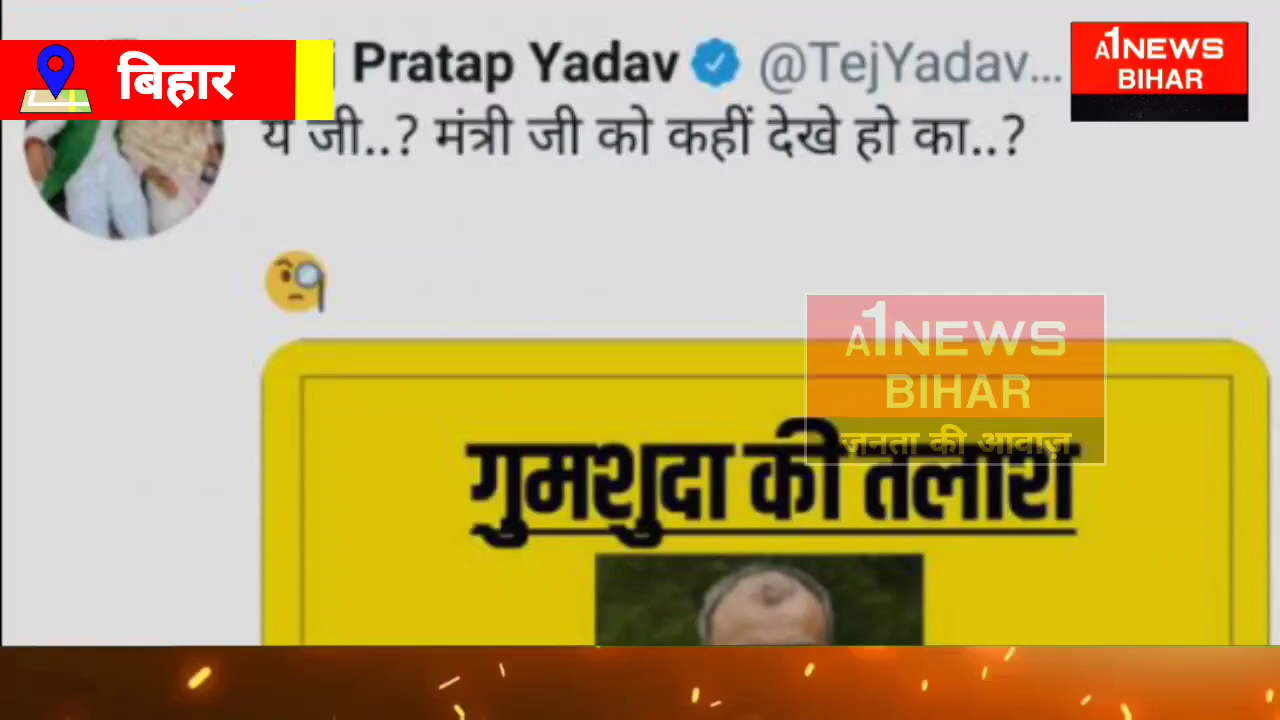 बिहार
Pratap Yadav @TejYadav...
A1NEWS
BIHAR
ये जी..? मंत्री जी को कहीं देखे हो का..?
A1NEWS
BIHAR
जनता की आवाज़
गुमशुदा की तलाश